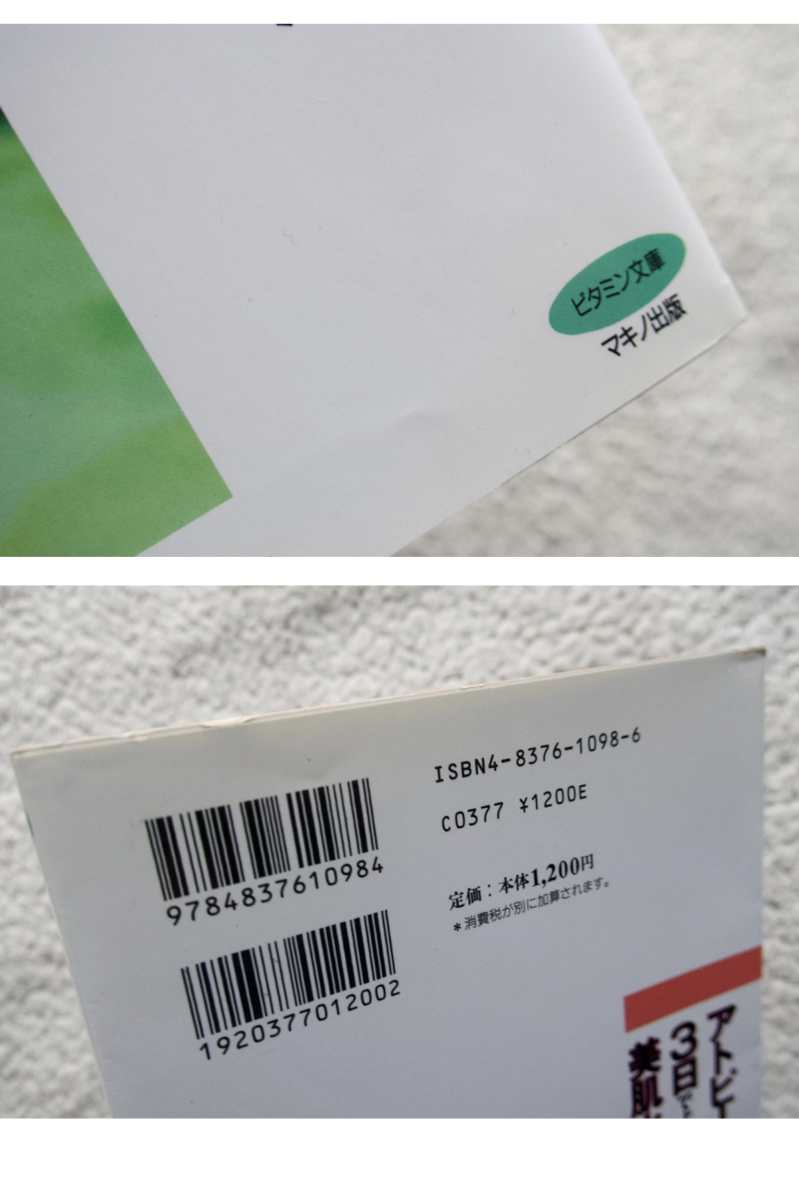 ビタミン文庫
マキノ出版
ISBN4-8376-1098-6
C0377 ¥1200E
定価：本体1,200円
＊消費税が別に加算されます。
9784837610984
1920377012002
アトピー
3日で
美肌